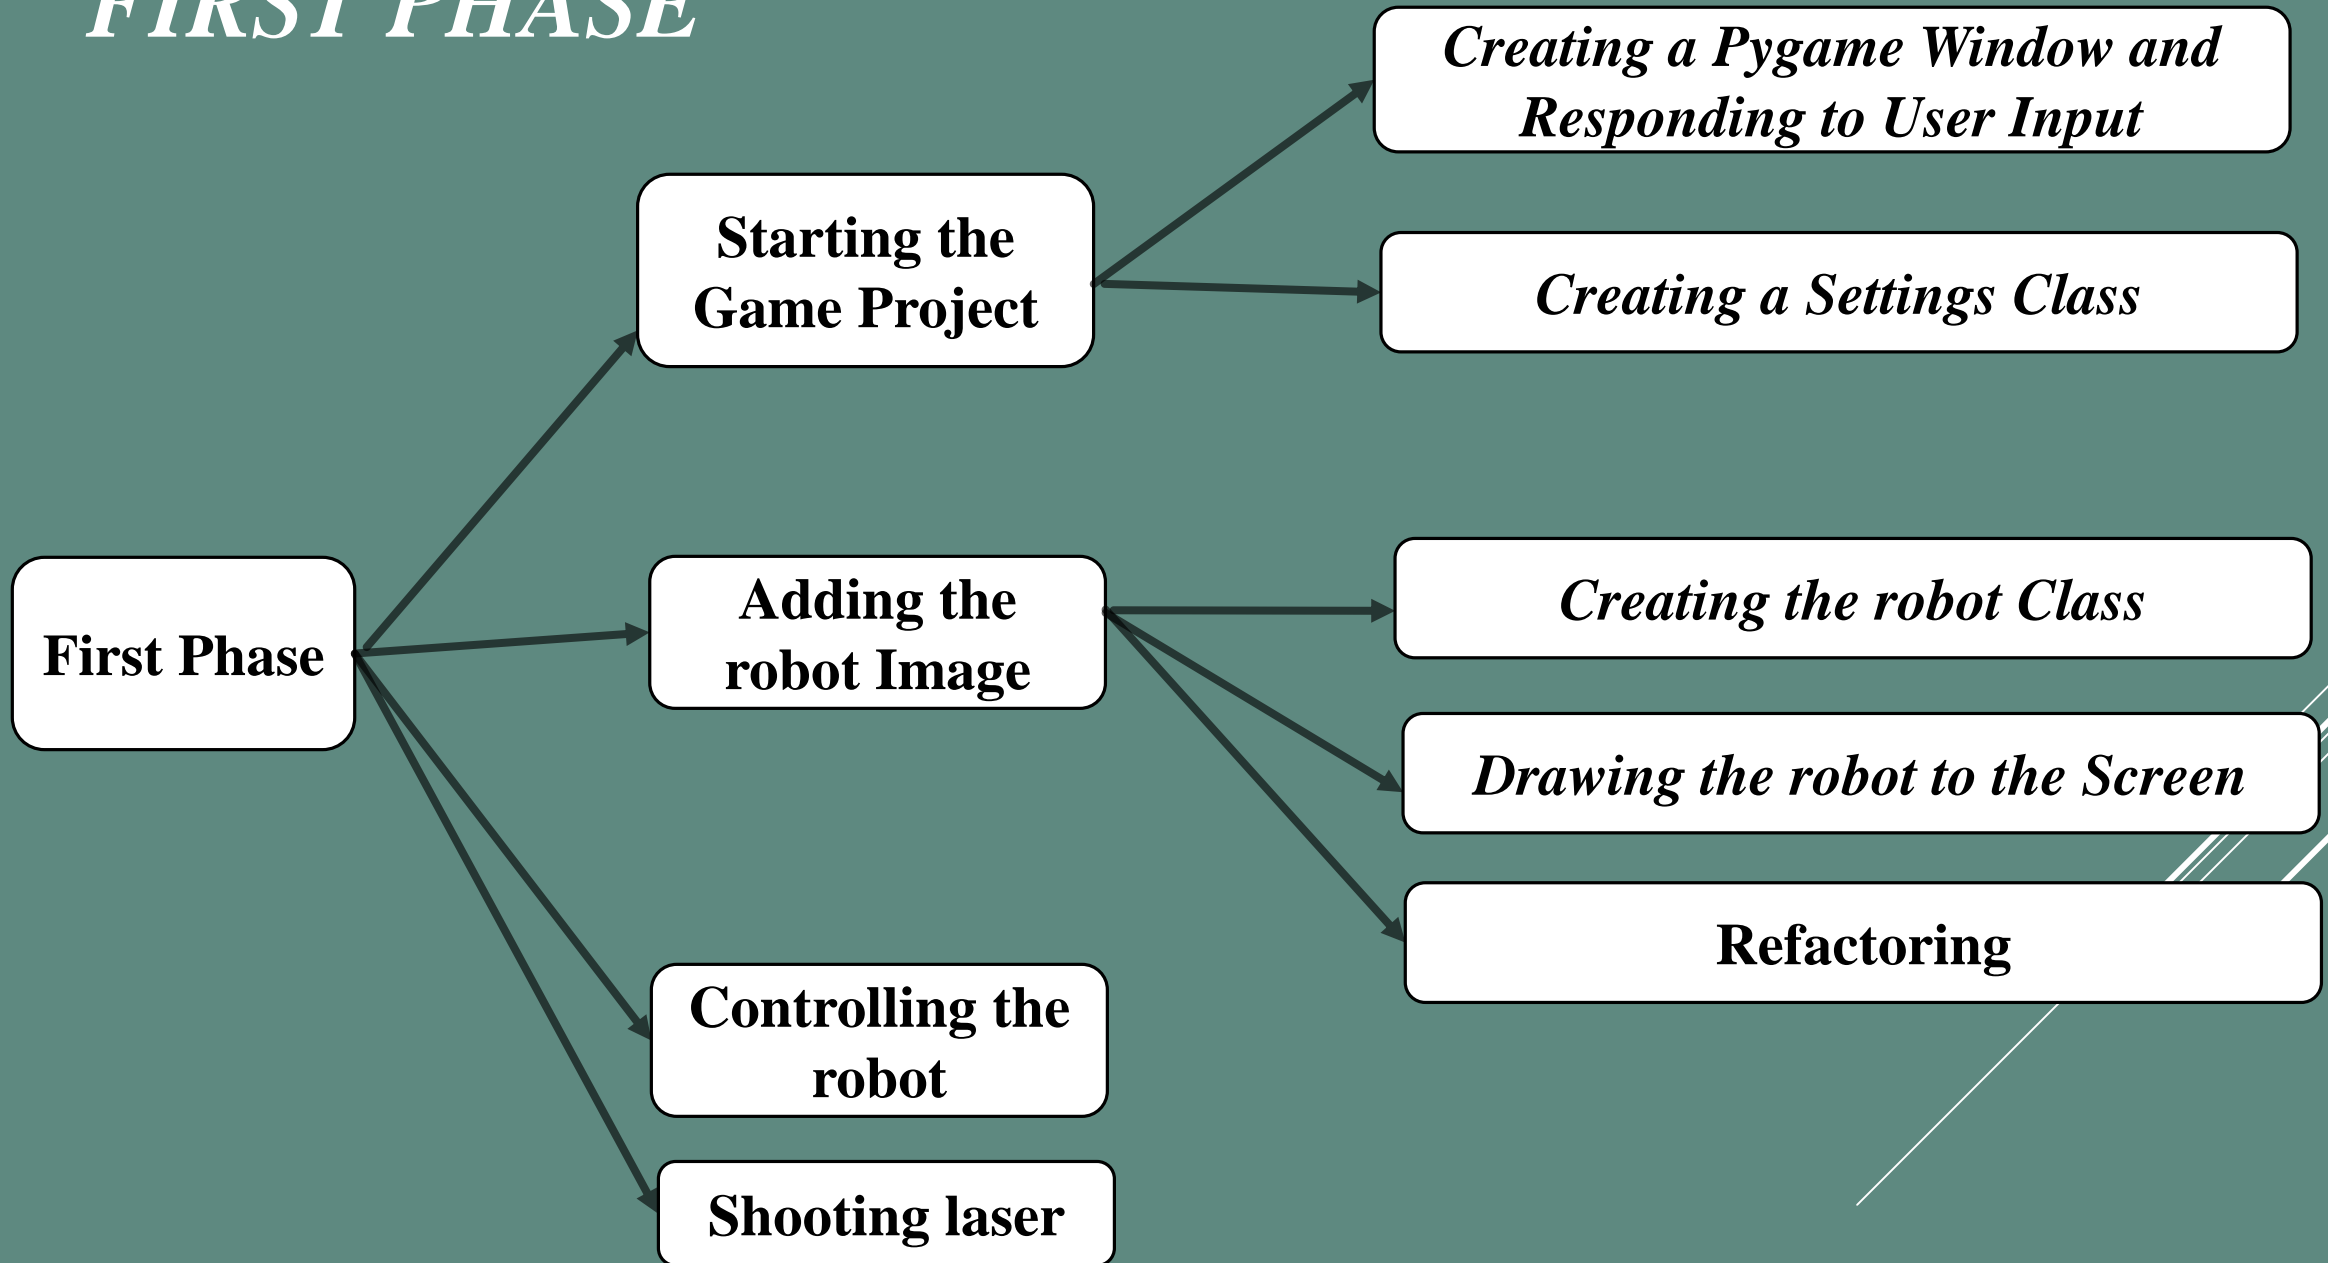 FIRST PHASE
Creating a Pygame Window and
Responding to User Input
Starting the
Game Project
Creating a Settings Class
First Phase
Adding the
robot Image
Creating the robot Class
Drawing the robot to the Screen
Refactoring
Controlling the
robot
Shooting laser